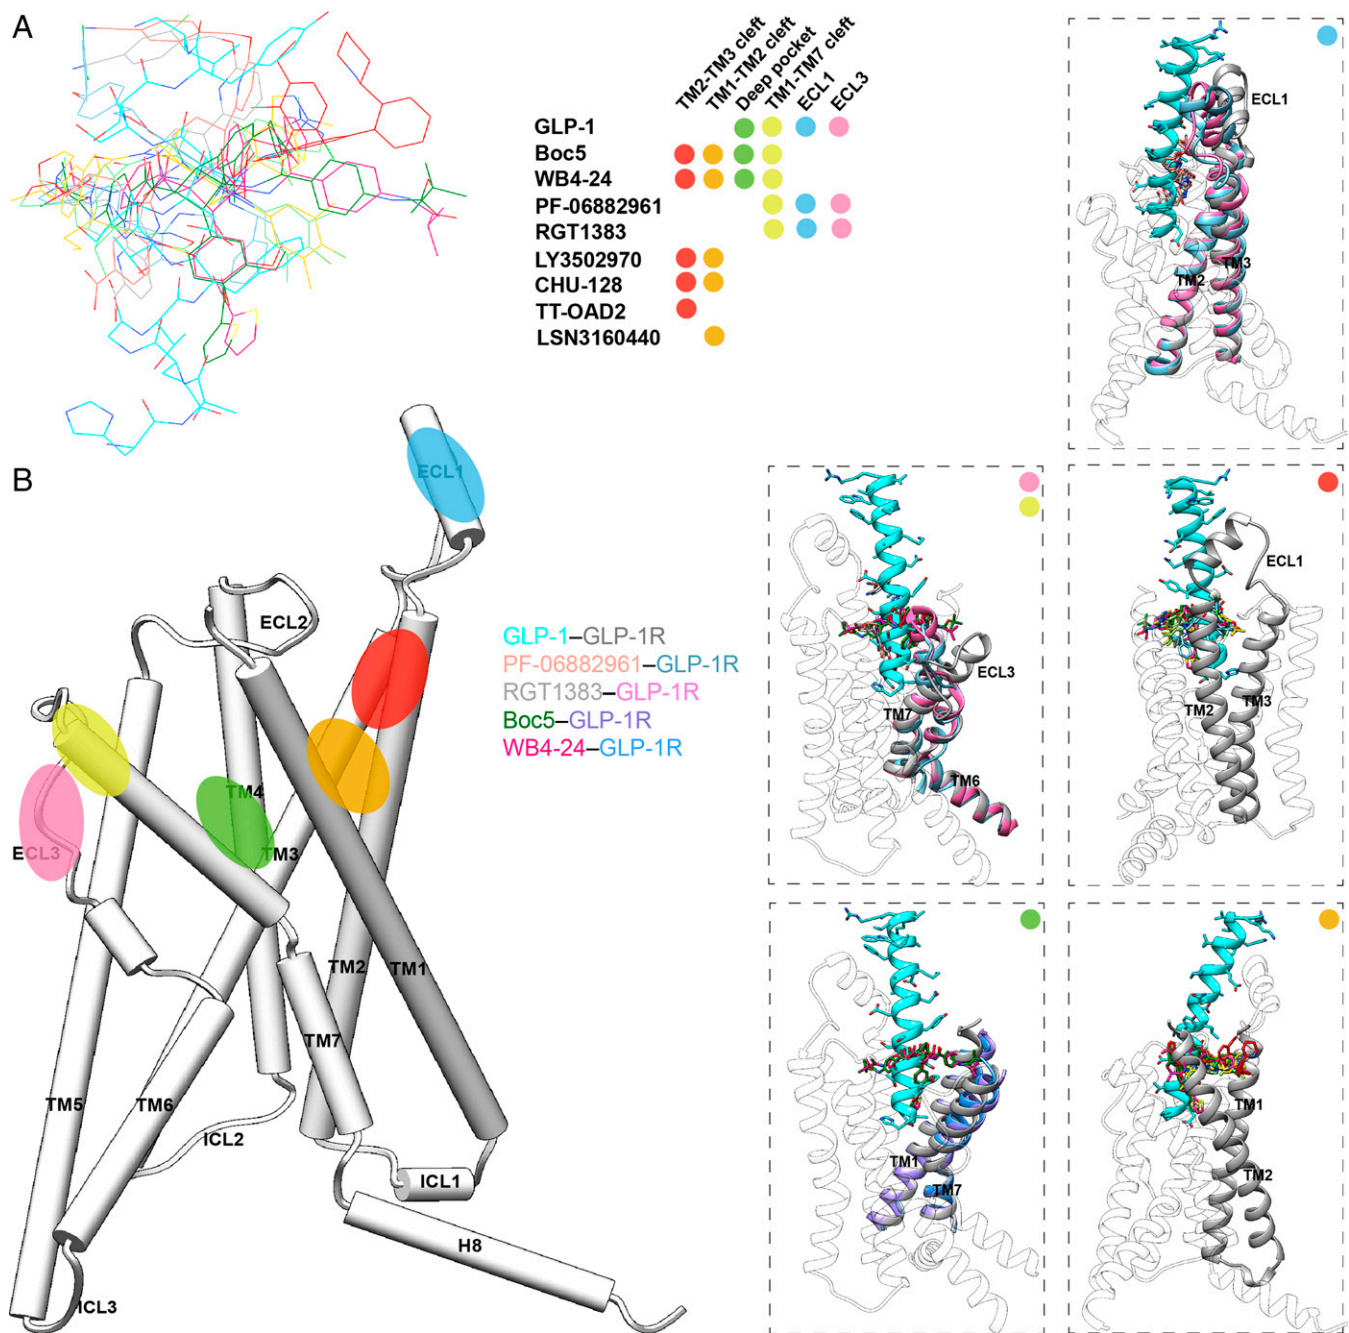 A
TM2-TM3 cleft
TM1-TM2 cleft
Deep pocket
TM1-TM7 cleft
ECL1
ECL3
GLP-1
Boc5
WB4-24
PF-06882961
RGT1383
LY3502970
CHU-128
TT-OAD2
LSN3160440
ECL1
TM2
TM3
B
ECL1
ECL2
ECL3
TM4
TM3
TM2
TM1
TM7
TM5
TM6
ICL2
ICL1
H8
ICL3
GLP-1–GLP-1R
PF-06882961–GLP-1R
RGT1383–GLP-1R
Boc5–GLP-1R
WB4-24–GLP-1R
ECL3
TM7
TM6
ECL1
TM2
TM3
TM1
TM7
TM1
TM2